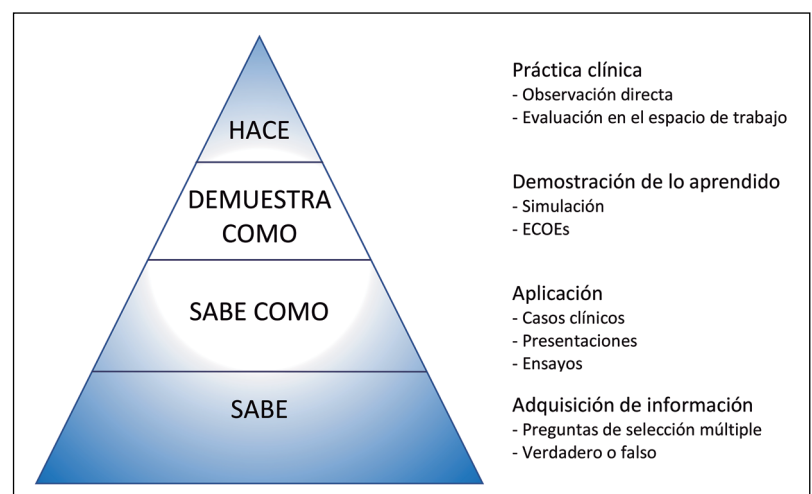 HACE
DEMUESTRA
COMO
SABE COMO
SABE
Práctica clínica
- Observación directa
- Evaluación en el espacio de trabajo
Demostración de lo aprendido
- Simulación
- ECOEs
Aplicación
- Casos clínicos
- Presentaciones
- Ensayos
Adquisición de información
- Preguntas de selección múltiple
- Verdadero o falso